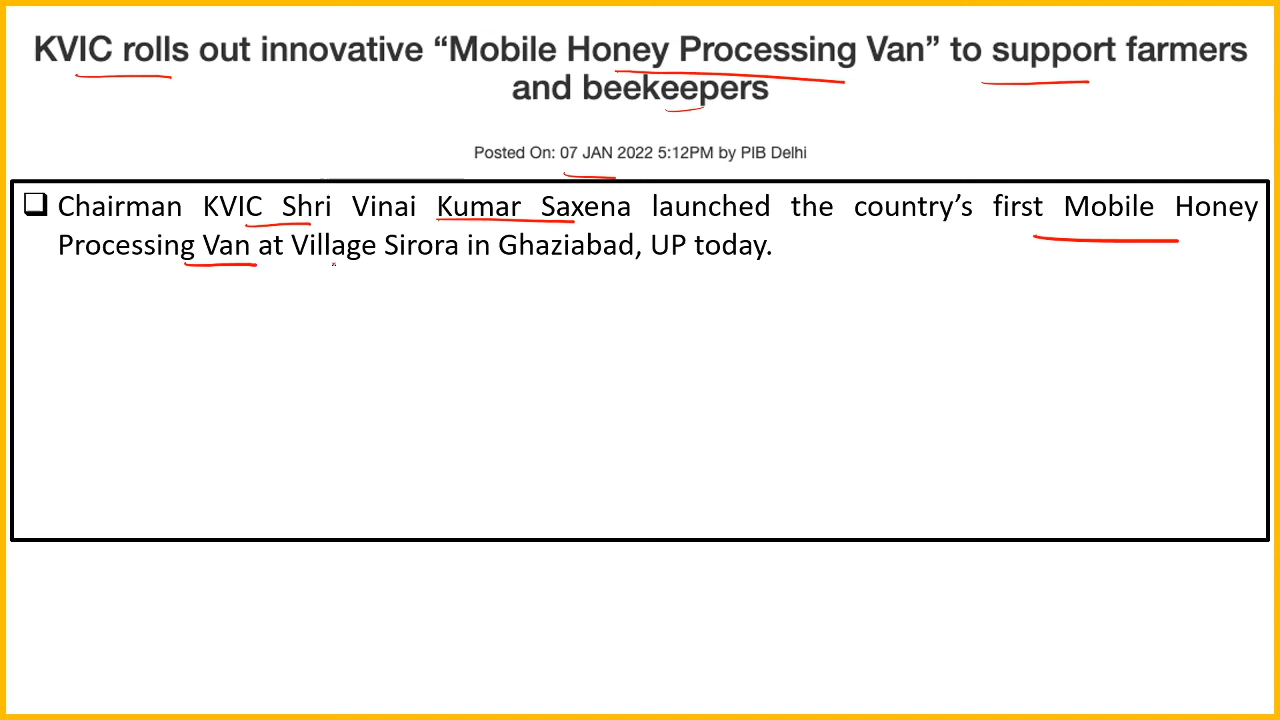 KVIC rolls out innovative “Mobile Honey Processing Van” to support farmers
and beekeepers
Posted On: 07 JAN 2022 5:12PM by PIB Delhi
Chairman KVIC Shri Vinai Kumar Saxena launched the country’s first Mobile Honey
Processing Van at Village Sirora in Ghaziabad, UP today.